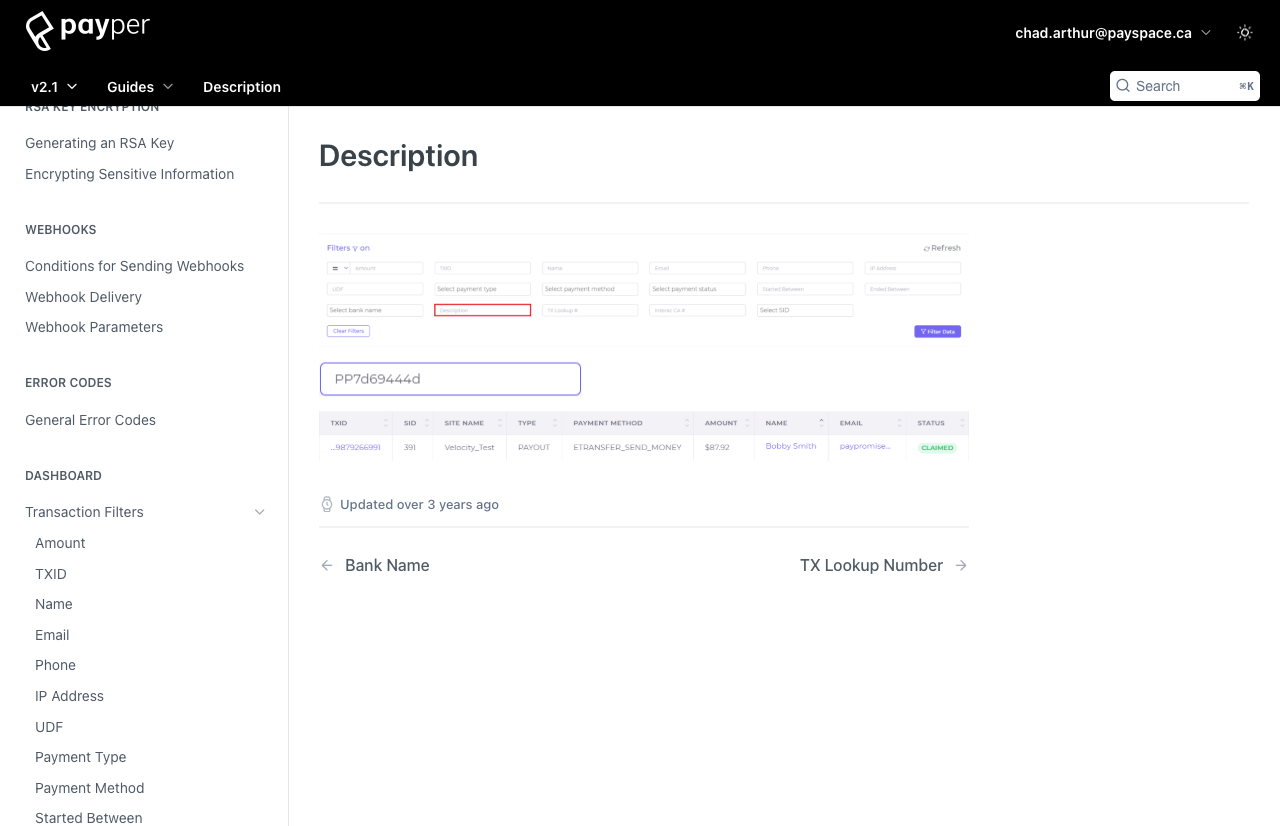 payper
chad.arthur@payspace.ca
v2.1 Guides Description
Search ⌘K
RSA KEY ENCRYPTION
Generating an RSA Key
Encrypting Sensitive Information
WEBHOOKS
Conditions for Sending Webhooks
Webhook Delivery
Webhook Parameters
ERROR CODES
General Error Codes
DASHBOARD
Transaction Filters
Amount
TXID
Name
Email
Phone
IP Address
UDF
Payment Type
Payment Method
Started Between
Description
Filters on Refresh
Amount TXID Name Email Phone IP Address
UDF Select payment type Select payment method Select payment status Started Between Ended Between
Select bank name Description TX Lookup # Interac CA # Select SID
Clear Filters Filter Data
PP7d69444d
TXID SID SITE NAME TYPE PAYMENT METHOD AMOUNT NAME EMAIL STATUS
...9879266991 391 Velocity_Test PAYOUT ETRANSFER_SEND_MONEY $87.92 Bobby Smith paypromise... CLAIMED
Updated over 3 years ago
Bank Name TX Lookup Number